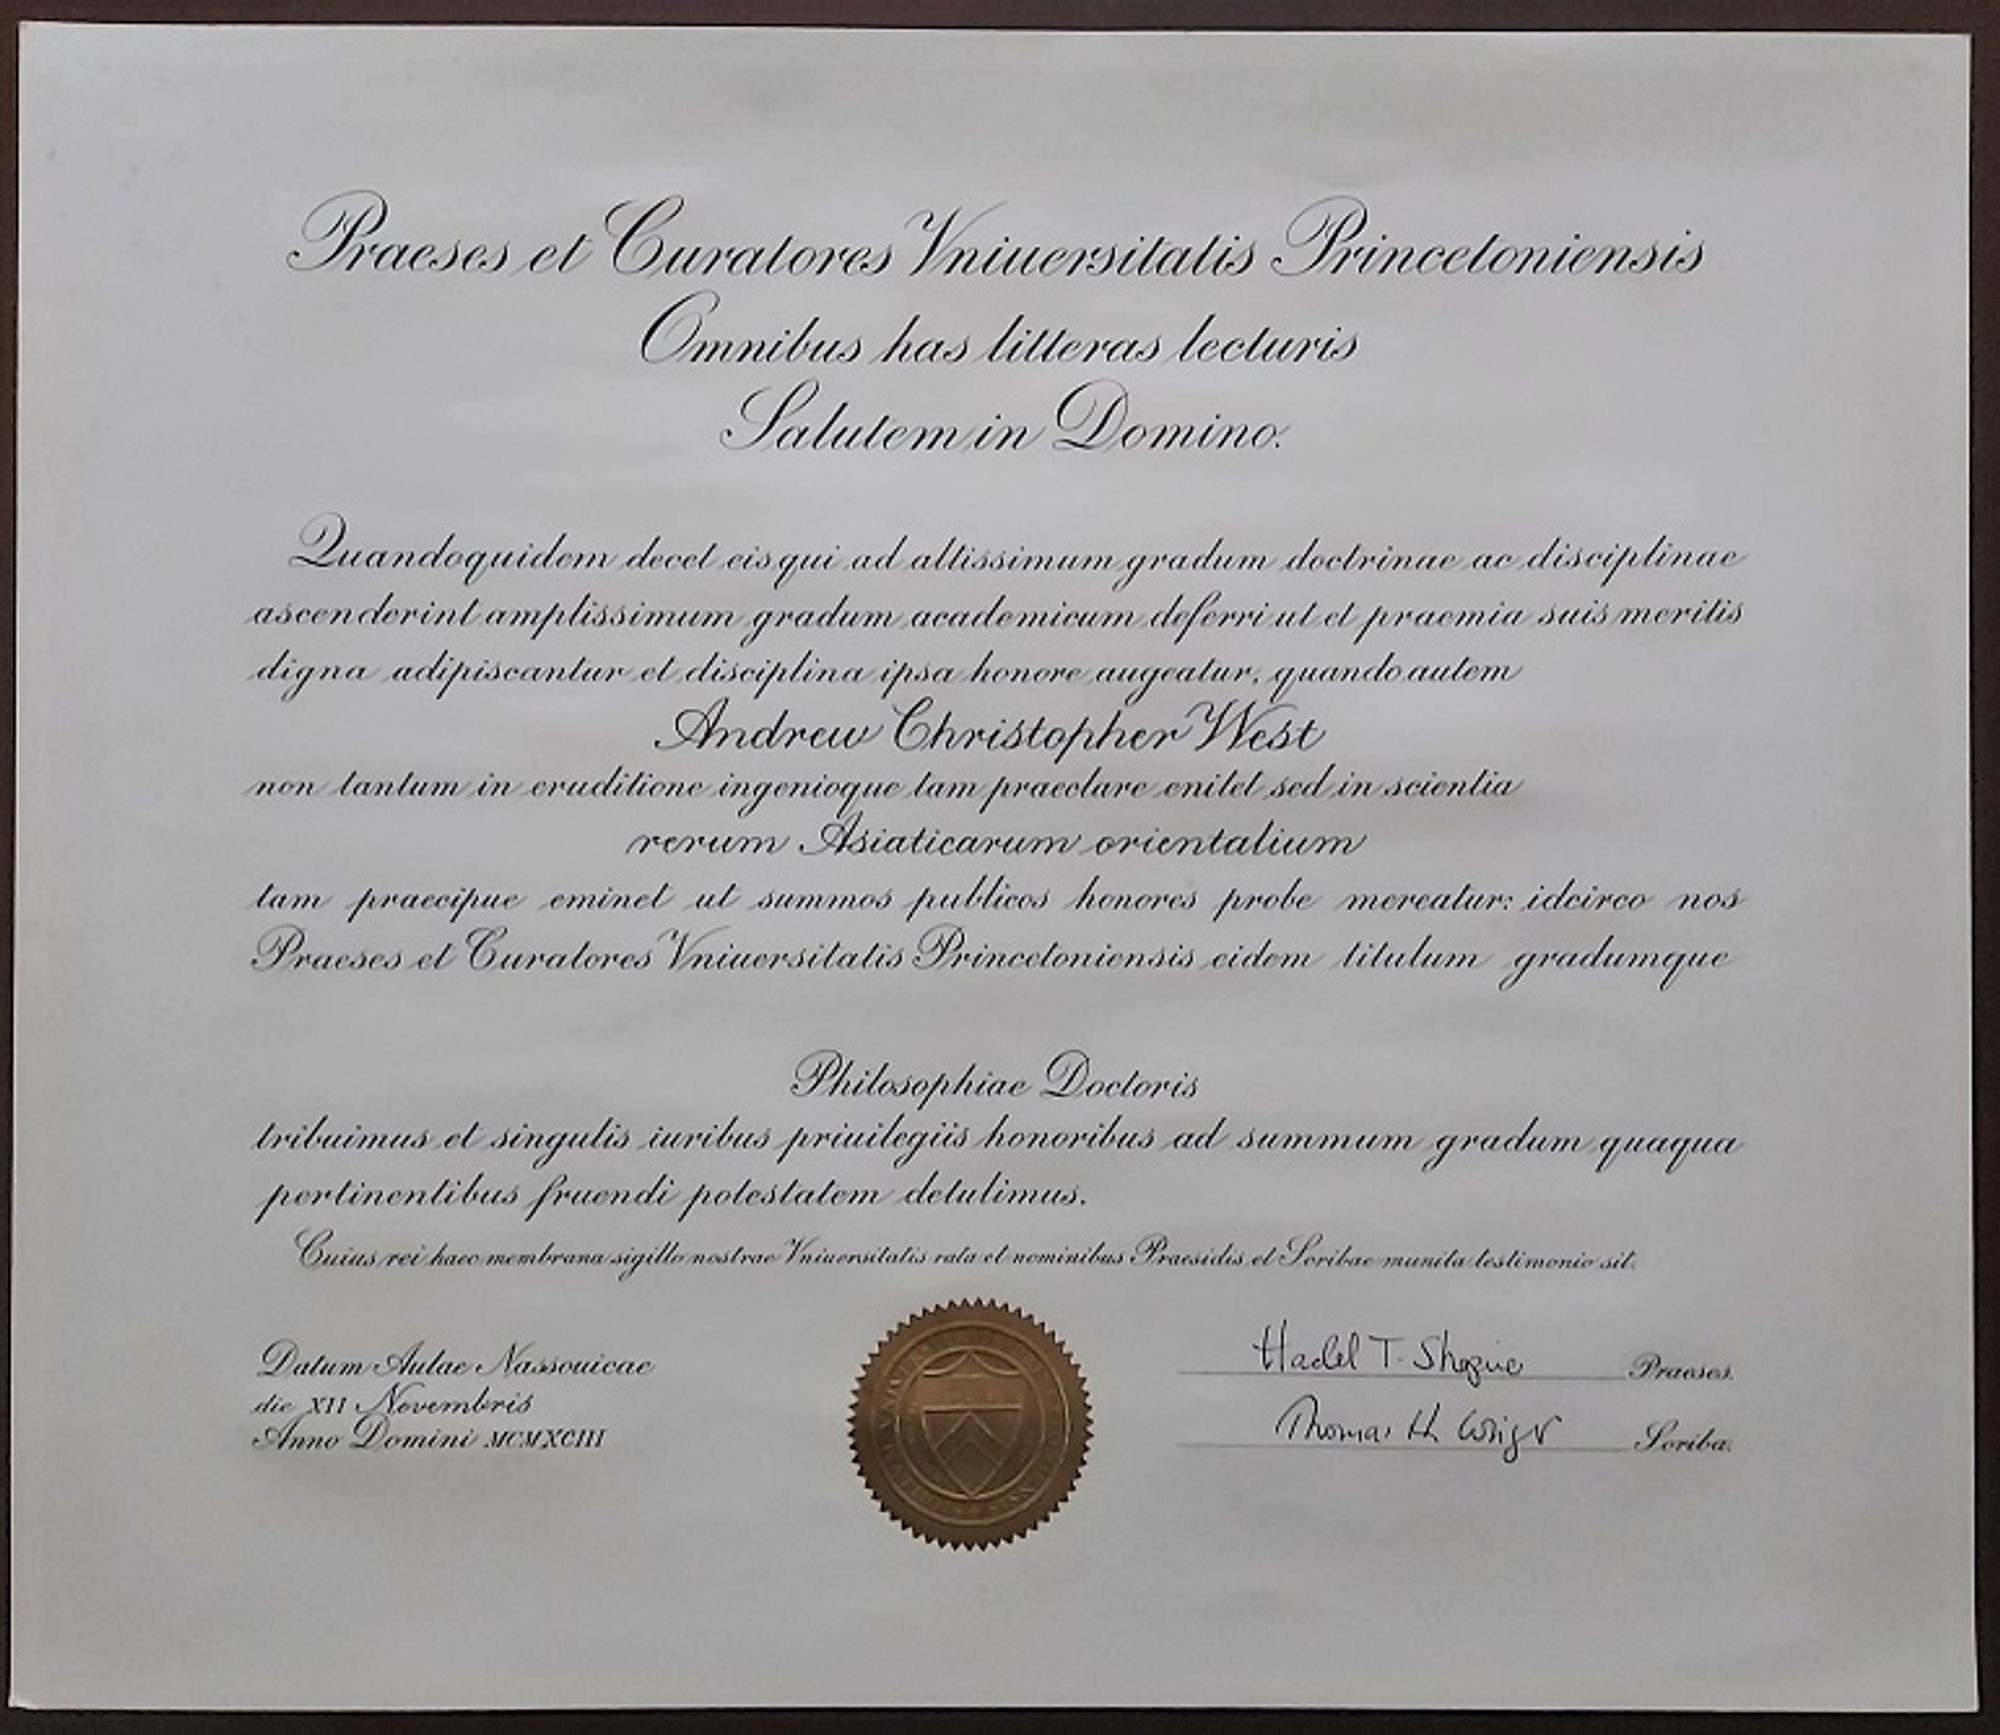 Praeses et Curatores Vniuersitatis Princetoniensis
Omnibus has litteras lecturis
Salutem in Domino.
Quandoquidem decet eis qui ad altissimum gradum doctrinae ac disciplinae
ascenderint amplissimum gradum academicum deferri ut et praemia suis meritis
digna adipiscantur et disciplina ipsa honore augeatur, quando autem
Andrew Christopher West
non tantum in eruditione ingenioque tam praeclare enitet sed in scientia
rerum Asiaticarum orientalium
tam praecipue eminet ut summos publicos honores probe mereatur: idcirco nos
Praeses et Curatores Vniuersitatis Princetoniensis eidem titulum gradumque
Philosophiae Doctoris
tribuimus et singulis iuribus priuilegiis honoribus ad summum gradum quaqua
pertinentibus fruendi potestatem detulimus.
Cuius rei haec membrana sigillo nostrae Vniuersitatis rata et nominibus Praesidis et Scribae munita testimonio sit.
Datum Aulae Nassouicae
die XII Novembris
Anno Domini MCMXCIII
Harold T. Shapiro Praeses.
Thomas H. Wright Scriba.